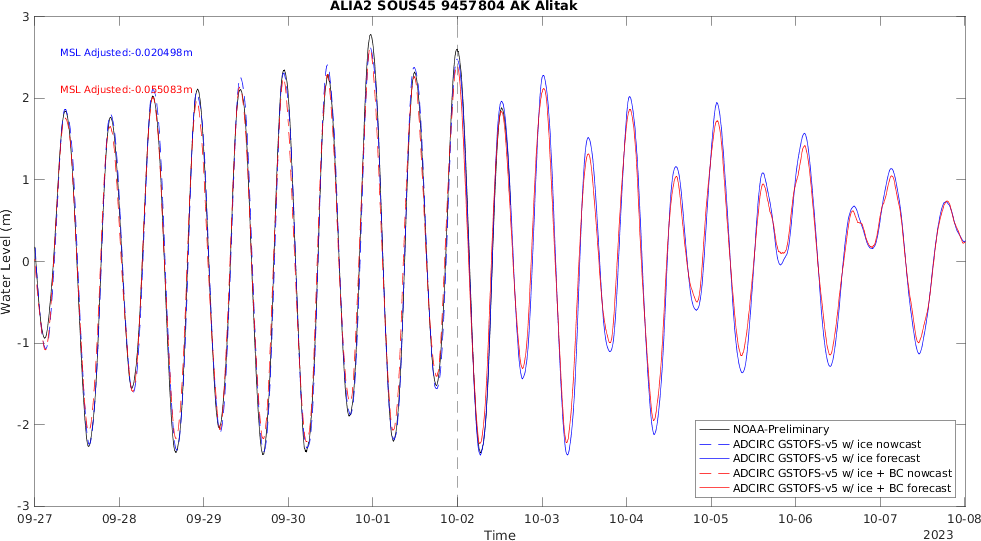 ALIA2 SOUS45 9457804 AK Alitak
MSL Adjusted:-0.020498m
MSL Adjusted:-0.055083m
Water Level (m)
3
2
1
0
-1
-2
-3
NOAA-Preliminary
ADCIRC GSTOFS-v5 w/ ice nowcast
ADCIRC GSTOFS-v5 w/ ice forecast
ADCIRC GSTOFS-v5 w/ ice + BC nowcast
ADCIRC GSTOFS-v5 w/ ice + BC forecast
09-27 09-28 09-29 09-30 10-01 10-02 10-03 10-04 10-05 10-06 10-07 10-08
Time
2023